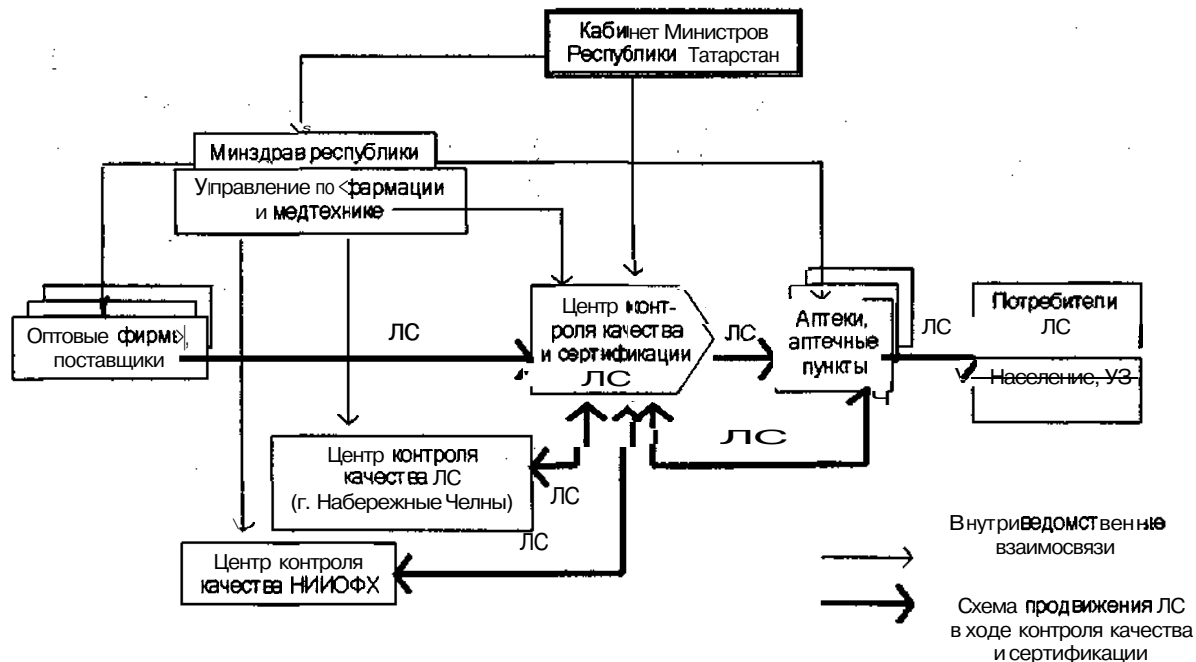 Кабинет Министров
Республики Татарстан
Минздрав республики
Управление по фармации
и медтехнике
Оптовые фирмы,
поставщики
ЛС
Центр конт-
роля качества
и сертификации
ЛС
ЛС
Аптеки,
аптечные
пункты
ЛС
Потребители
ЛС
Население, УЗ
ЛС
Центр контроля
качества ЛС
(г. Набережные Челны)
ЛС
ЛС
Центр контроля
качества НИИОФХ
Внутриведомственные
взаимосвязи
Схема продвижения ЛС
в ходе контроля качества
и сертификации